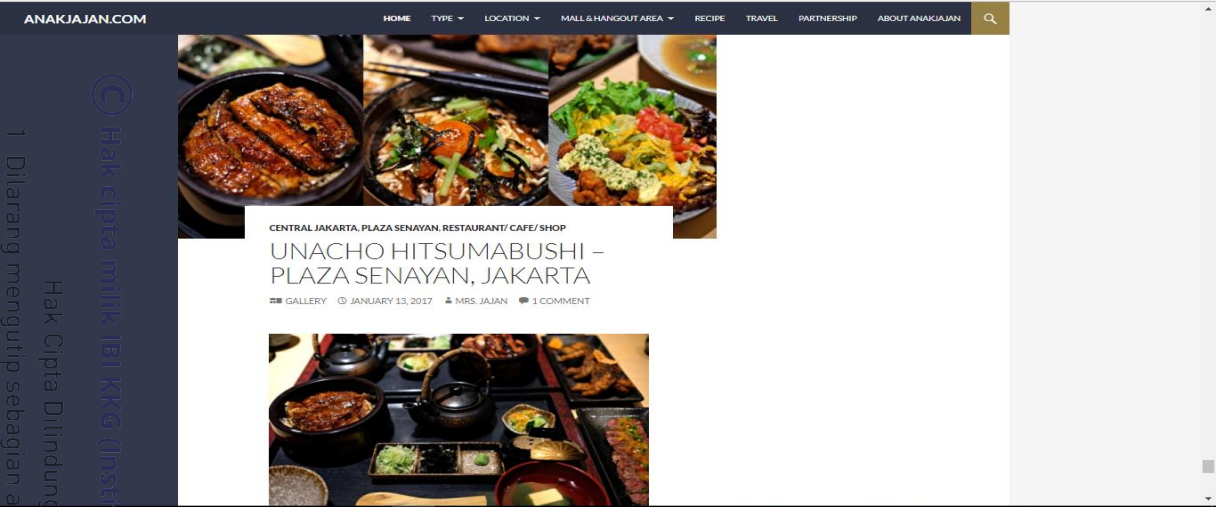 ANAKJAJAN.COM
HOME TYPE LOCATION MALL & HANGOUT AREA RECIPE TRAVEL PARTNERSHIP ABOUT ANAKJAJAN
CENTRAL JAKARTA, PLAZA SENAYAN, RESTAURANT/ CAFE/ SHOP
UNACHO HITSUMABUSHI –
PLAZA SENAYAN, JAKARTA
GALLERY JANUARY 13, 2017 MRS. JAJAN 1 COMMENT
© Hak cipta milik IBI KKG (Insti
Hak Cipta Dilindung
1. Dilarang mengutip sebagian a